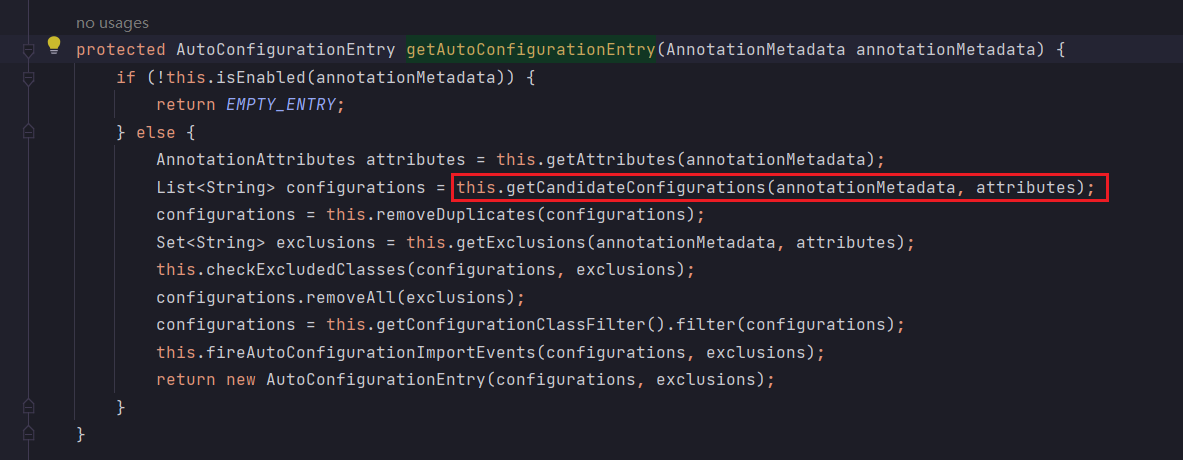 no usages
protected AutoConfigurationEntry getAutoConfigurationEntry(AnnotationMetadata annotationMetadata) {
    if (!this.isEnabled(annotationMetadata)) {
        return EMPTY_ENTRY;
    } else {
        AnnotationAttributes attributes = this.getAttributes(annotationMetadata);
        List<String> configurations = this.getCandidateConfigurations(annotationMetadata, attributes);
        configurations = this.removeDuplicates(configurations);
        Set<String> exclusions = this.getExclusions(annotationMetadata, attributes);
        this.checkExcludedClasses(configurations, exclusions);
        configurations.removeAll(exclusions);
        configurations = this.getConfigurationClassFilter().filter(configurations);
        this.fireAutoConfigurationImportEvents(configurations, exclusions);
        return new AutoConfigurationEntry(configurations, exclusions);
    }
}